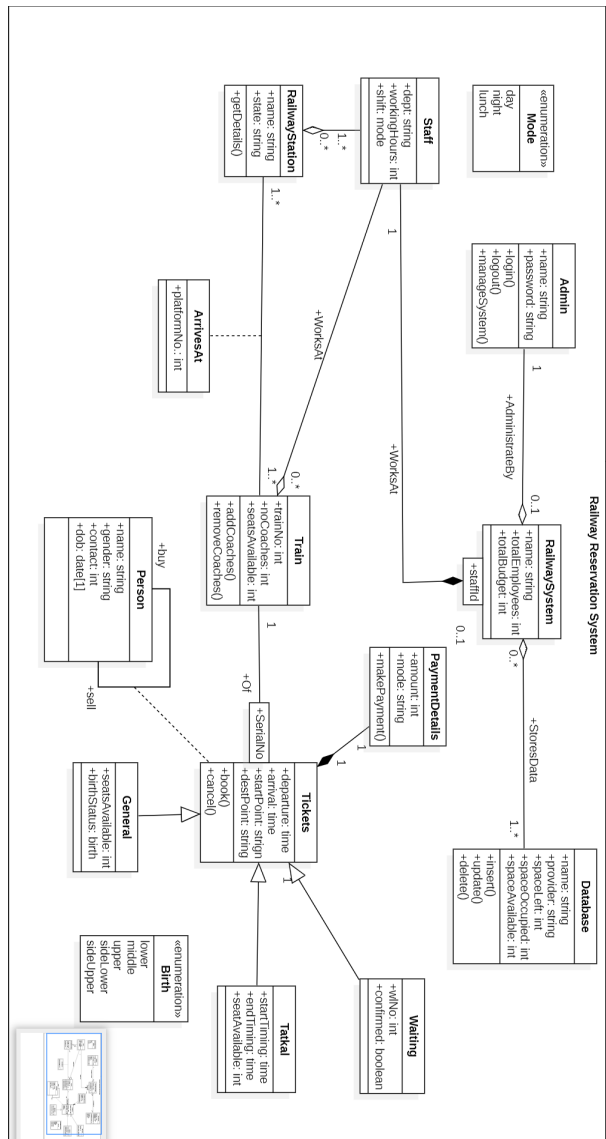 Railway Reservation System
«enumeration»
Mode
day
night
lunch
Admin
+name: string
+password: string
+login()
+logout()
+manageSystem()
1
+AdministrateBy
0..1
RailwaySystem
+name: string
+totalEmployees: int
+totalBudget: int
+staffId
0..1
0..*
+StoresData
1..*
Database
+name: string
+provider: string
+spaceLeft: int
+spaceOccupied: int
+spaceAvailable: int
+insert()
+update()
+delete()
Staff
+dept: string
+workingHours: int
+shift: mode
1
+WorksAt
1..*
0..*
+WorksAt
0..*
RailwayStation
+name: string
+state: string
+getDetails()
1..*
1..*
ArrivesAt
+platformNo.: int
Train
+trainNo: int
+noCoaches: int
+seatsAvailable: int
+addCoaches()
+removeCoaches()
1
+Of
+SerialNo
PaymentDetails
+amount: int
+mode: string
+makePayment()
1
1
Tickets
+departure: time
+arrival: time
+startPoint: strign
+destPoint: string
+book()
+cancel()
1
Waiting
+wlNo: int
+confirmed: boolean
Tatkal
+startTiming: time
+endTiming: time
+seatAvailable: int
General
+seatsAvailable: int
+birthStatus: birth
+buy
Person
+name: string
+gender: string
+contact: int
+dob: date[1]
+sell
«enumeration»
Birth
lower
middle
upper
sideLower
sideUpper